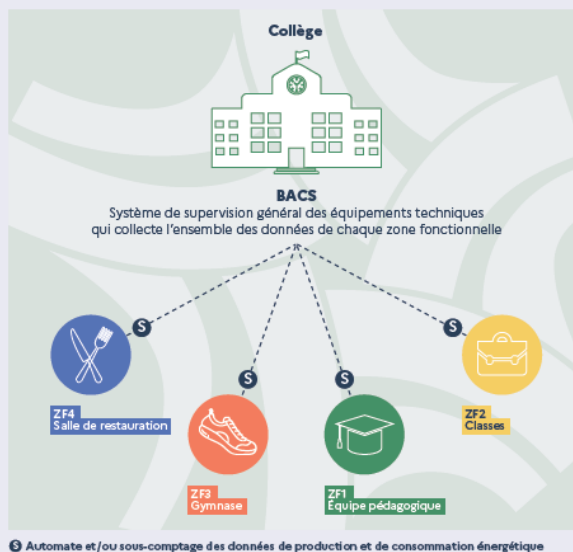 Collège
BACS
Système de supervision général des équipements techniques
qui collecte l'ensemble des données de chaque zone fonctionnelle
S
S
S
S
ZF4
Salle de restauration
ZF2
Classes
ZF3
Gymnase
ZF1
Équipe pédagogique
S Automate et/ou sous-comptage des données de production et de consommation énergétique